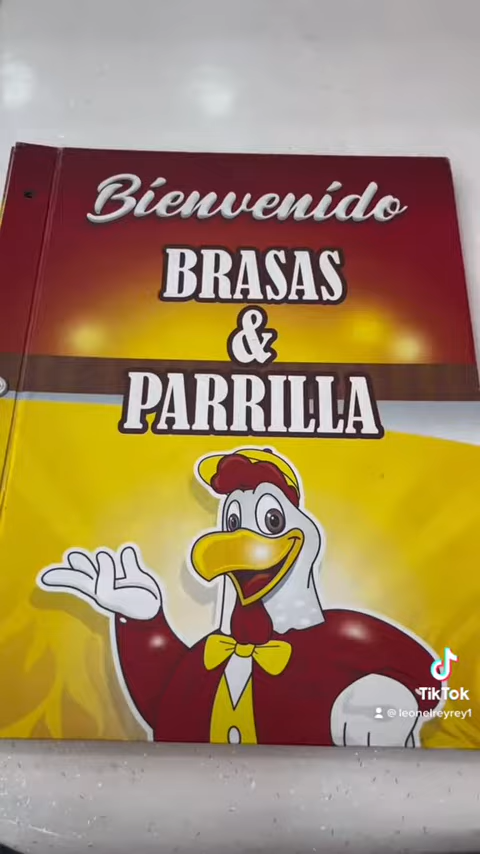 Bienvenido
BRASAS
&
PARRILLA
TikTok
@leonelreyrey1